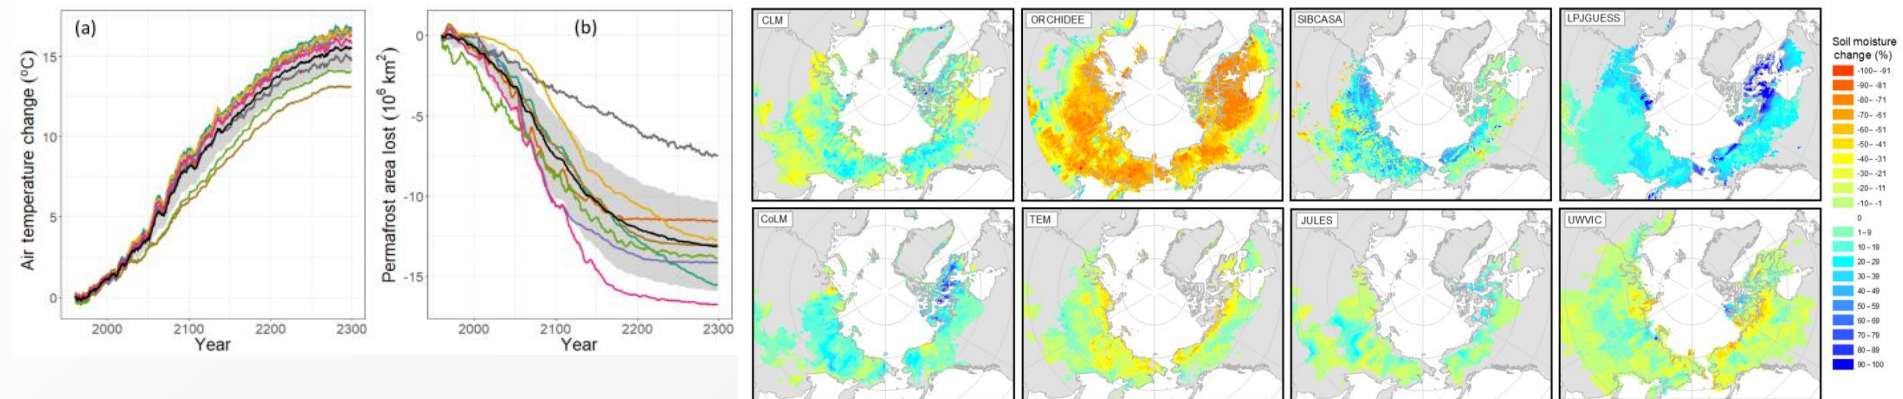 (a)
Air temperature change (ºC)
15
10
5
0
2000
2100
2200
2300
Year
(b)
Permafrost area lost (10⁶ km²)
0
-5
-10
-15
2000
2100
2200
2300
Year
CLM
ORCHIDEE
SIBCASA
LPJGUESS
CoLM
TEM
JULES
UWVIC
Soil moisture
change (%)
-100- -91
-90 - -81
-80 - -71
-70 - -61
-60 - -51
-50 - -41
-40 - -31
-30 - -21
-20 - -11
-10 - -1
0
1 - 9
10 - 19
20 - 29
30 - 39
40 - 49
50 - 59
60 - 69
70 - 79
80 - 89
90 - 100